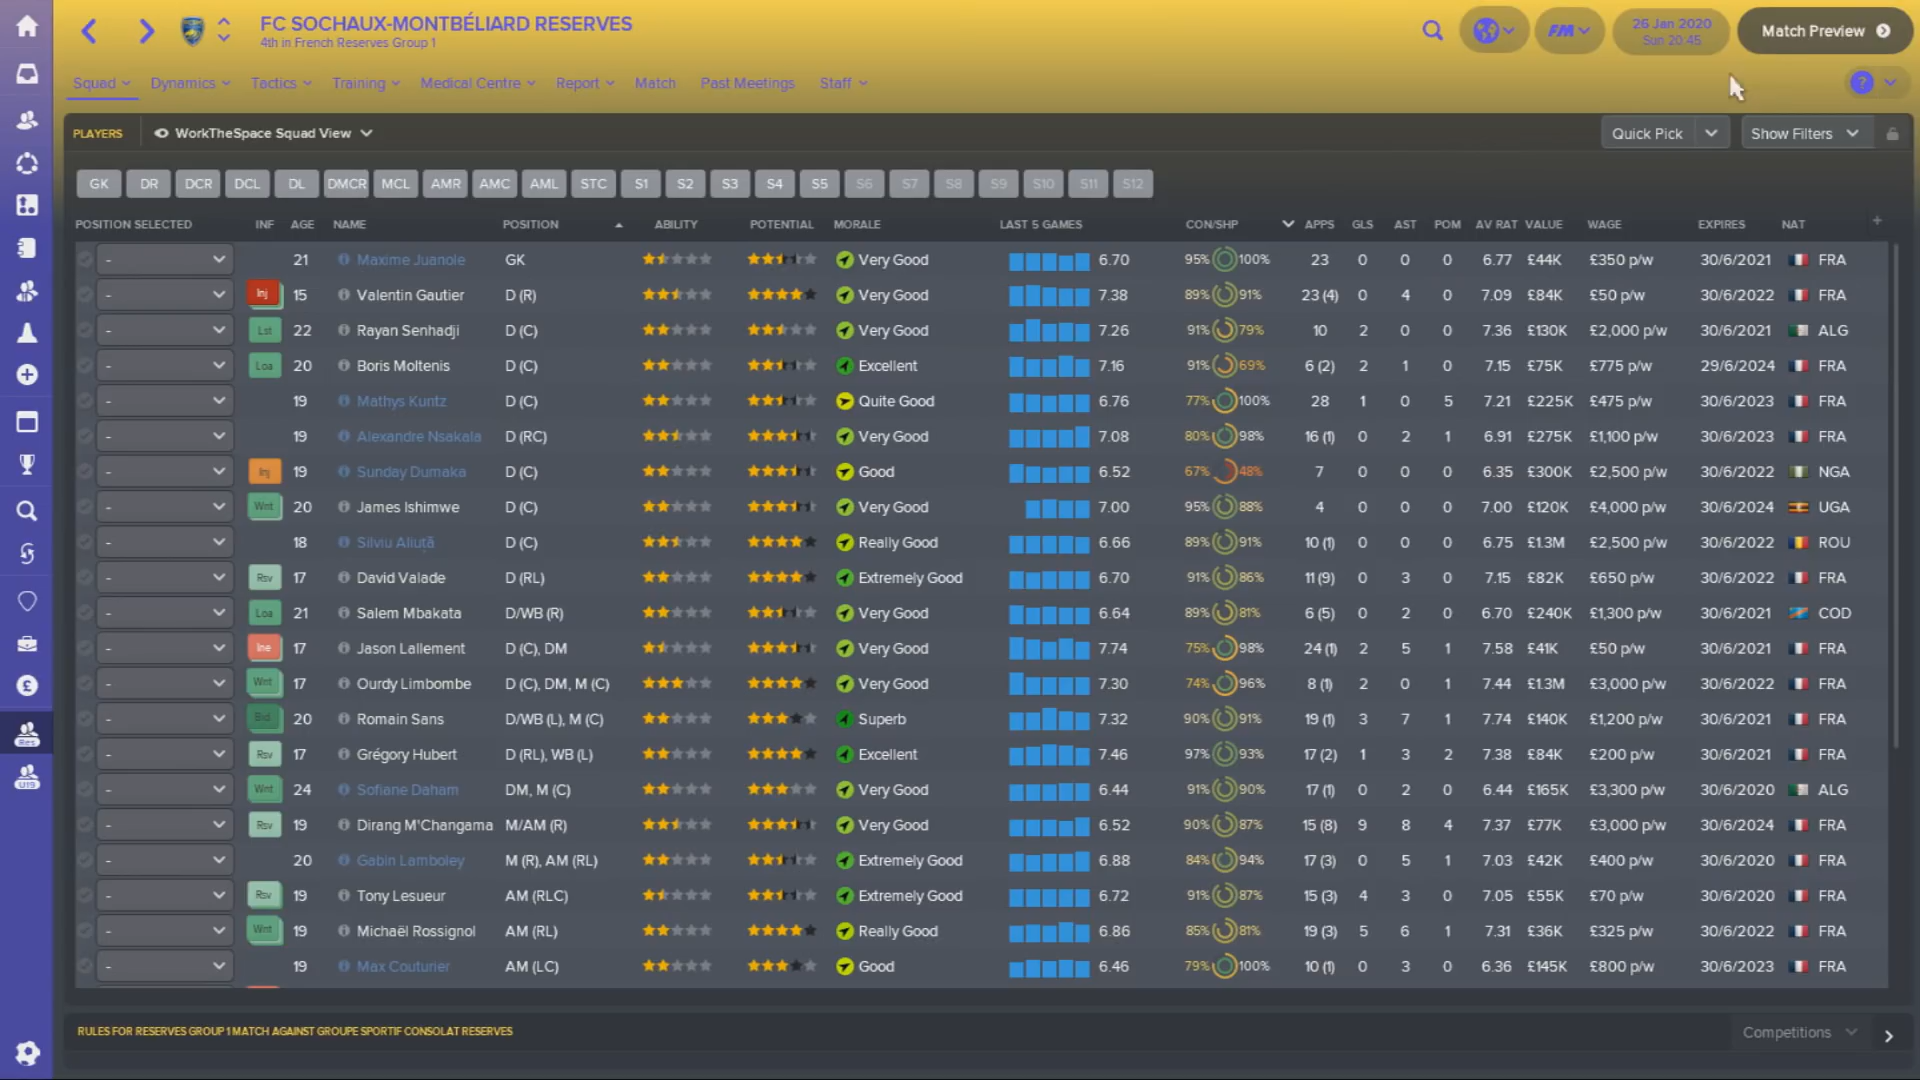 FC SOCHAUX-MONTBÉLIARD RESERVES
4th in French Reserves Group 1
FM
26 Jan 2020
Sun 20:45
Match Preview
Squad Dynamics Tactics Training Medical Centre Report Match Past Meetings Staff ?
PLAYERS WorkTheSpace Squad View Quick Pick Show Filters
GK DR DCR DCL DL DMCR MCL AMR AMC AML STC S1 S2 S3 S4 S5 S6 S7 S8 S9 S10 S11 S12
POSITION SELECTED INF AGE NAME POSITION ABILITY POTENTIAL MORALE LAST 5 GAMES CON/SHP APPS GLS AST POM AV RAT VALUE WAGE EXPIRES NAT +
- 21 Maxime Juanole GK Very Good 6.70 95% 100% 23 0 0 0 6.77 £44K £350 p/w 30/6/2021 FRA
- Inj 15 Valentin Gautier D (R) Very Good 7.38 89% 91% 23 (4) 0 4 0 7.09 £84K £50 p/w 30/6/2022 FRA
- Lst 22 Rayan Senhadji D (C) Very Good 7.26 91% 79% 10 2 0 0 7.36 £130K £2,000 p/w 30/6/2021 ALG
- Loa 20 Boris Moltenis D (C) Excellent 7.16 91% 69% 6 (2) 2 1 0 7.15 £75K £775 p/w 29/6/2024 FRA
- 19 Mathys Kuntz D (C) Quite Good 6.76 77% 100% 28 1 0 5 7.21 £225K £475 p/w 30/6/2023 FRA
- 19 Alexandre Nsakala D (RC) Very Good 7.08 80% 98% 16 (1) 0 2 1 6.91 £275K £1,100 p/w 30/6/2023 FRA
- Inj 19 Sunday Dumaka D (C) Good 6.52 67% 48% 7 0 0 0 6.35 £300K £2,500 p/w 30/6/2022 NGA
- Wnt 20 James Ishimwe D (C) Very Good 7.00 95% 88% 4 0 0 0 7.00 £120K £4,000 p/w 30/6/2024 UGA
- 18 Silviu Aliuță D (C) Really Good 6.66 89% 91% 10 (1) 0 0 0 6.75 £1.3M £2,500 p/w 30/6/2022 ROU
- Rsv 17 David Valade D (RL) Extremely Good 6.70 91% 86% 11 (9) 0 3 0 7.15 £82K £650 p/w 30/6/2022 FRA
- Loa 21 Salem Mbakata D/WB (R) Very Good 6.64 89% 81% 6 (5) 0 2 0 6.70 £240K £1,300 p/w 30/6/2021 COD
- Ine 17 Jason Lallement D (C), DM Very Good 7.74 75% 98% 24 (1) 2 5 1 7.58 £41K £50 p/w 30/6/2021 FRA
- Wnt 17 Ourdy Limbombe D (C), DM, M (C) Very Good 7.30 74% 96% 8 (1) 2 0 1 7.44 £1.3M £3,000 p/w 30/6/2022 FRA
- Bid 20 Romain Sans D/WB (L), M (C) Superb 7.32 90% 91% 19 (1) 3 7 1 7.74 £140K £1,200 p/w 30/6/2021 FRA
- Rsv 17 Grégory Hubert D (RL), WB (L) Excellent 7.46 97% 93% 17 (2) 1 3 2 7.38 £84K £200 p/w 30/6/2021 FRA
- Wnt 24 Sofiane Daham DM, M (C) Very Good 6.44 91% 90% 17 (1) 0 2 0 6.44 £165K £3,300 p/w 30/6/2020 ALG
- Rsv 19 Dirang M'Changama M/AM (R) Very Good 6.52 90% 87% 15 (8) 9 8 4 7.37 £77K £3,000 p/w 30/6/2024 FRA
- 20 Gabin Lamboley M (R), AM (RL) Extremely Good 6.88 84% 94% 17 (3) 0 5 1 7.03 £42K £400 p/w 30/6/2020 FRA
- Rsv 19 Tony Lesueur AM (RLC) Extremely Good 6.72 91% 87% 15 (3) 4 3 0 7.05 £55K £70 p/w 30/6/2020 FRA
- Wnt 19 Michaël Rossignol AM (RL) Really Good 6.86 85% 81% 19 (3) 5 6 1 7.31 £36K £325 p/w 30/6/2022 FRA
- 19 Max Couturier AM (LC) Good 6.46 79% 100% 10 (1) 0 3 0 6.36 £145K £800 p/w 30/6/2023 FRA
Res
U19
RULES FOR RESERVES GROUP 1 MATCH AGAINST GROUPE SPORTIF CONSOLAT RESERVES Competitions